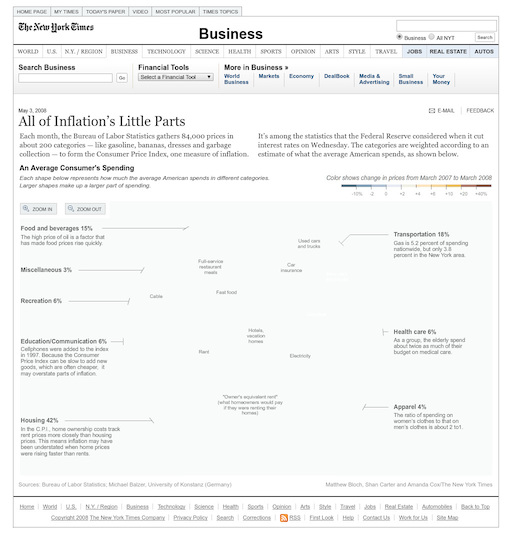 HOME PAGE MY TIMES TODAY'S PAPER VIDEO MOST POPULAR TIMES TOPICS
The New York Times
Business
Business All NYT Search
WORLD U.S. N.Y. / REGION BUSINESS TECHNOLOGY SCIENCE HEALTH SPORTS OPINION ARTS STYLE TRAVEL JOBS REAL ESTATE AUTOS
Search Business
Go
Financial Tools
Select a Financial Tool
More in Business »
World Business
Markets
Economy
DealBook
Media & Advertising
Small Business
Your Money
May 3, 2008
E-MAIL FEEDBACK
All of Inflation's Little Parts
Each month, the Bureau of Labor Statistics gathers 84,000 prices in
about 200 categories — like gasoline, bananas, dresses and garbage
collection — to form the Consumer Price Index, one measure of inflation.
It's among the statistics that the Federal Reserve considered when it cut
interest rates on Wednesday. The categories are weighted according to an
estimate of what the average American spends, as shown below.
An Average Consumer's Spending
Each shape below represents how much the average American spends in different categories.
Larger shapes make up a larger part of spending.
Color shows change in prices from March 2007 to March 2008
-10% -2 0 +1 +3 +5 +8 +10 +20 +40%
ZOOM IN ZOOM OUT
Food and beverages 15%
The high price of oil is a factor that
has made food prices rise quickly.
Miscellaneous 3%
Recreation 6%
Education/Communication 6%
Cellphones were added to the index
in 1997. Because the Consumer
Price Index can be slow to add new
goods, which are often cheaper, it
may overstate parts of inflation.
Housing 42%
In the C.P.I., home ownership costs track
rent prices more closely than housing
prices. This means inflation may have
been understated when home prices
were rising faster than rents.
Used cars
and trucks
Full-service
restaurant
meals
Car
insurance
Cable
Fast food
Hotels,
vacation
homes
Rent
Electricity
"Owner's equivalent rent"
(what homeowners would pay
if they were renting their
homes)
Transportation 18%
Gas is 5.2 percent of spending
nationwide, but only 3.8
percent in the New York area.
Health care 6%
As a group, the elderly spend
about twice as much of their
budget on medical care.
Apparel 4%
The ratio of spending on
women's clothes to that on
men's clothes is about 2 to1.
Sources: Bureau of Labor Statistics; Michael Balzer, University of Konstanz (Germany)
Matthew Bloch, Shan Carter and Amanda Cox/The New York Times
Home World U.S. N.Y. / Region Business Technology Science Health Sports Opinion Arts Style Travel Jobs Real Estate Automobiles Back to Top
Copyright 2008 The New York Times Company Privacy Policy Search Corrections RSS First Look Help Contact Us Work for Us Site Map